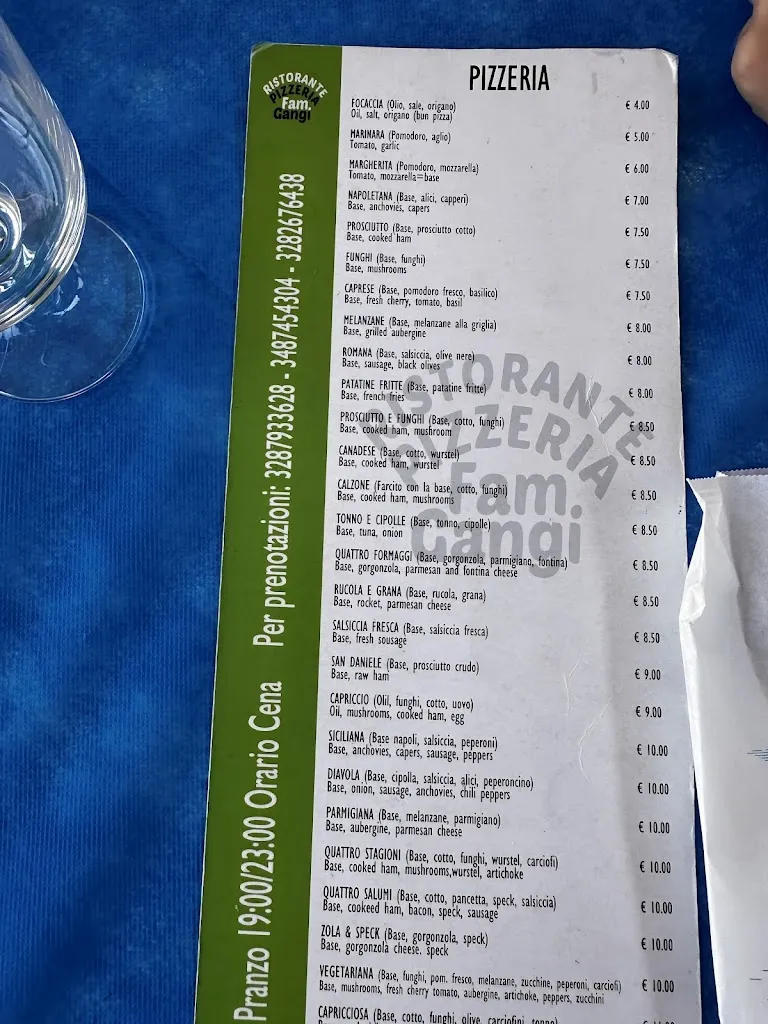 RISTORANTE
PIZZERIA
Fam.
Gangi
Pranzo 19:00/23:00 Orario Cena Per prenotazioni: 3287933628 - 3487454304 - 3282676438
PIZZERIA
FOCACCIA (Olio, sale, origano) € 4.00
Oil, salt, origano (bun pizza)
MARINARA (Pomodoro, aglio) € 5.00
Tomato, garlic
MARGHERITA (Pomodoro, mozzarella) € 6.00
Tomato, mozzarella=base
NAPOLETANA (Base, alici, capperi) € 7.00
Base, anchovies, capers
PROSCIUTTO (Base, prosciutto cotto) € 7.50
Base, cooked ham
FUNGHI (Base, funghi) € 7.50
Base, mushrooms
CAPRESE (Base, pomodoro fresco, basilico) € 7.50
Base, fresh cherry, tomato, basil
MELANZANE (Base, melanzane alla griglia) € 8.00
Base, grilled aubergine
ROMANA (Base, salsiccia, olive nere) € 8.00
Base, sausage, black olives
PATATINE FRITTE (Base, patatine fritte) € 8.00
Base, french fries
PROSCIUTTO E FUNGHI (Base, cotto, funghi) € 8.50
Base, cooked ham, mushroom
CANADESE (Base, cotto, wurstel) € 8.50
Base, cooked ham, wurstel
CALZONE (Farcito con la base, cotto, funghi) € 8.50
Base, cooked ham, mushrooms
TONNO E CIPOLLE (Base, tonno, cipolle) € 8.50
Base, tuna, onion
QUATTRO FORMAGGI (Base, gorgonzola, parmigiano, fontina) € 8.50
Base, gorgonzola, parmesan and fontina cheese
RUCOLA E GRANA (Base, rucola, grana) € 8.50
Base, rocket, parmesan cheese
SALSICCIA FRESCA (Base, salsiccia fresca) € 8.50
Base, fresh sousage
SAN DANIELE (Base, prosciutto crudo) € 9.00
Base, raw ham
CAPRICCIO (Olil, funghi, cotto, uovo) € 9.00
Oil, mushrooms, cooked ham, egg
SICILIANA (Base napoli, salsiccia, peperoni) € 10.00
Base, anchovies, capers, sausage, peppers
DIAVOLA (Base, cipolla, salsiccia, alici, peperoncino) € 10.00
Base, onion, sausage, anchovies, chili peppers
PARMIGIANA (Base, melanzane, parmigiano) € 10.00
Base, aubergine, parmesan cheese
QUATTRO STAGIONI (Base, cotto, funghi, wurstel, carciofi) € 10.00
Base, cooked ham, mushrooms,wurstel, artichoke
QUATTRO SALUMI (Base, cotto, pancetta, speck, salsiccia) € 10.00
Base, cookeed ham, bacon, speck, sausage
ZOLA & SPECK (Base, gorgonzola, speck) € 10.00
Base, gorgonzola cheese, speck
VEGETARIANA (Base, funghi, pom. fresco, melanzane, zucchine, peperoni, carciofi) € 10.00
Base, mushrooms, fresh cherry tomato, aubergine, artichoke, peppers, zucchini
CAPRICCIOSA (Base, cotto, funghi, olive, carciofini, tonno)
RISTORANTE
PIZZERIA
Fam.
Gangi